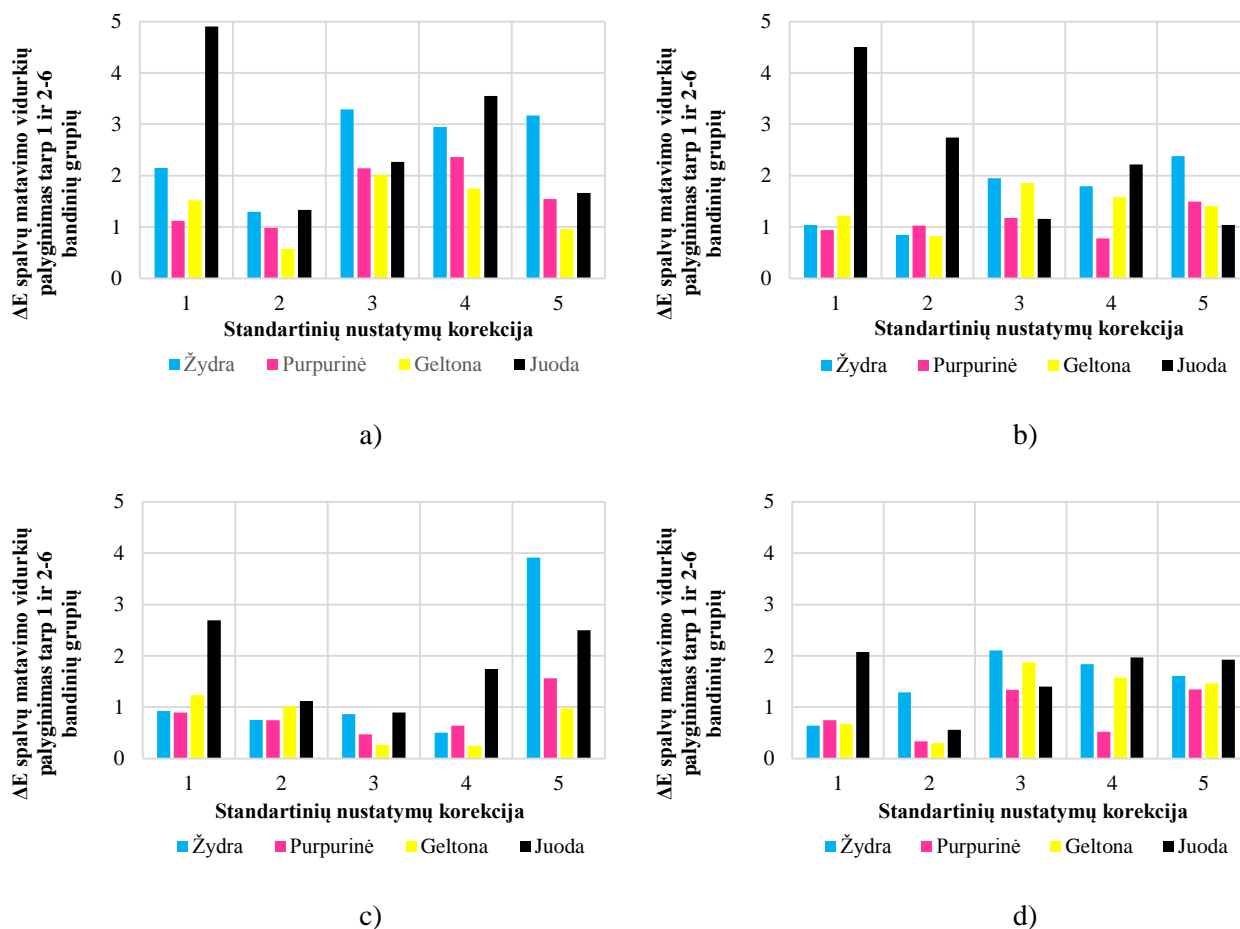 ΔE spalvų matavimo vidurkių
palyginimas tarp 1 ir 2-6
bandinių grupių
5
4
3
2
1
0
1 2 3 4 5
Standartinių nustatymų korekcija
Žydra Purpurinė Geltona Juoda
a)
ΔE spalvų matavimo vidurkių
palyginimas tarp 1 ir 2-6
bandinių grupių
5
4
3
2
1
0
1 2 3 4 5
Standartinių nustatymų korekcija
Žydra Purpurinė Geltona Juoda
b)
ΔE spalvų matavimo vidurkių
palyginimas tarp 1 ir 2-6
bandinių grupių
5
4
3
2
1
0
1 2 3 4 5
Standartinių nustatymų korekcija
Žydra Purpurinė Geltona Juoda
c)
ΔE spalvų matavimo vidurkių
palyginimas tarp 1 ir 2-6
bandinių grupių
5
4
3
2
1
0
1 2 3 4 5
Standartinių nustatymų korekcija
Žydra Purpurinė Geltona Juoda
d)